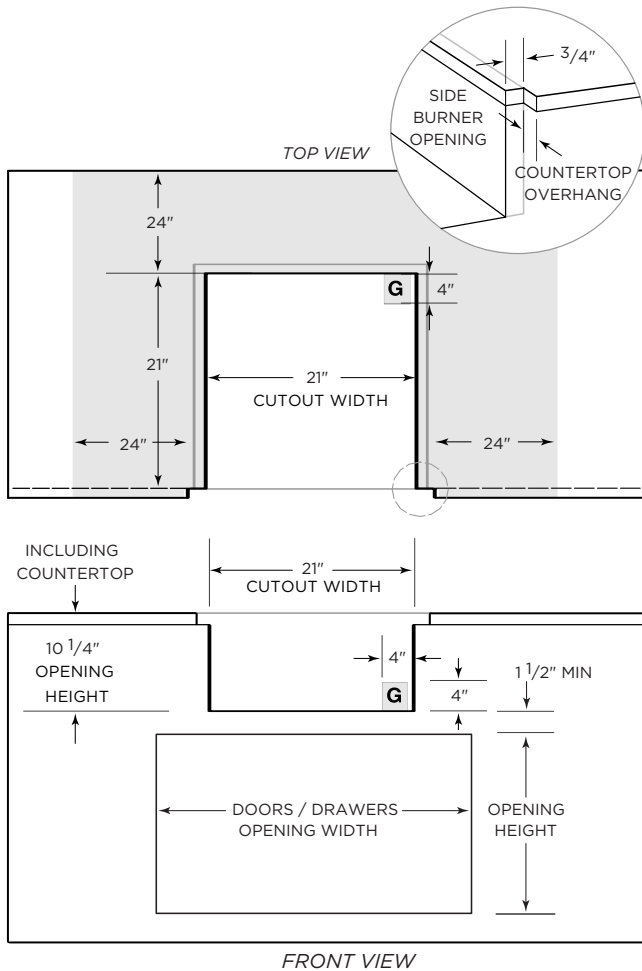 3/4"
SIDE
BURNER
OPENING
COUNTERTOP
OVERHANG
TOP VIEW
24"
G
4"
21"
21"
CUTOUT WIDTH
24"
24"
INCLUDING
COUNTERTOP
21"
CUTOUT WIDTH
10 1/4"
OPENING
HEIGHT
4"
1 1/2" MIN
G
4"
DOORS / DRAWERS
OPENING WIDTH
OPENING
HEIGHT
FRONT VIEW